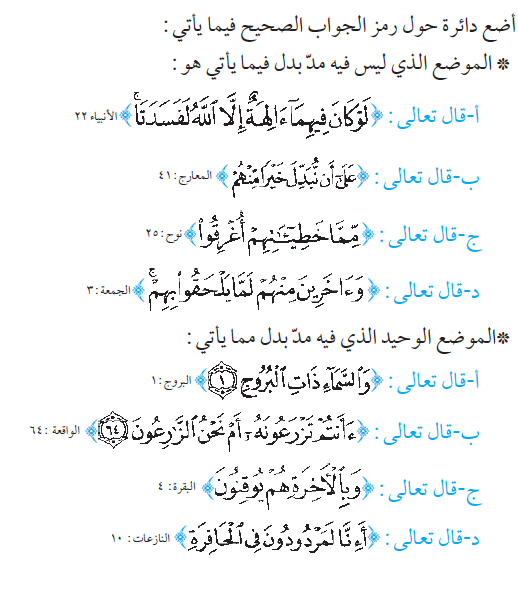 أضع دائرة حول رمز الجواب الصحيح فيما يأتي :
* الموضع الذي ليس فيه مدّ بدل فيما يأتي هو :
أ-قال تعالى : ﴿لَوْ كَانَ فِيهِمَآ ءَالِهَةٌ إِلَّا ٱللَّهُ لَفَسَدَتَاۚ﴾ الأنبياء ٢٢
ب-قال تعالى : ﴿عَلَىٰٓ أَن نُّبَدِّلَ خَيْرًا مِّنْهُمْ﴾ المعارج: ٤١
ج-قال تعالى : ﴿مِّمَّا خَطِيٓـَٰٔتِهِمْ أُغْرِقُوا۟﴾ نوح: ٢٥
د-قال تعالى : ﴿وَءَاخَرِينَ مِنْهُمْ لَمَّا يَلْحَقُوا۟ بِهِمْۚ﴾ الجمعة: ٣
*الموضع الوحيد الذي فيه مدّ بدل مما يأتي :
أ-قال تعالى : ﴿وَٱلسَّمَآءِ ذَاتِ ٱلْبُرُوجِ ١﴾ البروج: ١
ب-قال تعالى : ﴿ءَأَنتُمْ تَزْرَعُونَهُۥٓ أَمْ نَحْنُ ٱلزَّٰرِعُونَ ٦٤﴾ الواقعة :٦٤
ج-قال تعالى : ﴿وَبِٱلْأَخِرَةِ هُمْ يُوقِنُونَ﴾ البقرة: ٤
د-قال تعالى : ﴿أَءِنَّا لَمَرْدُودُونَ فِى ٱلْحَافِرَةِ﴾ النازعات: ١٠